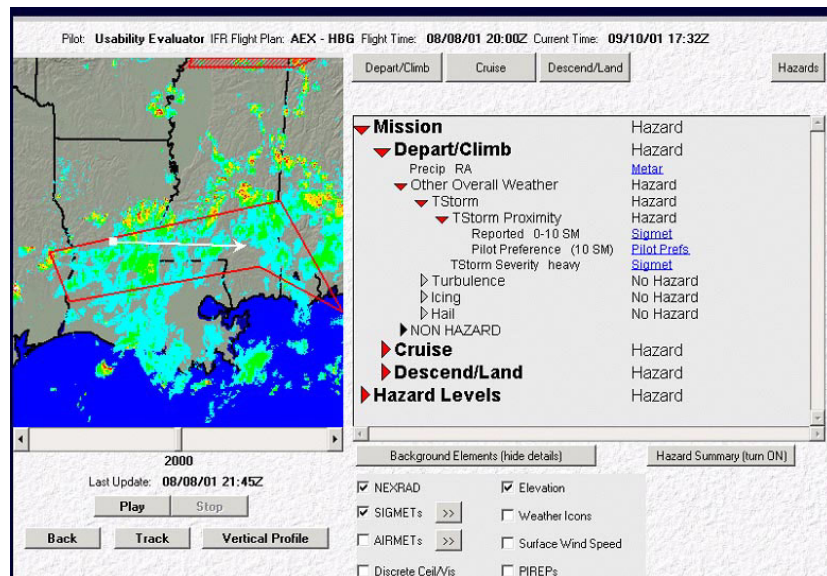 Pilot: Usability Evaluator IFR Flight Plan: AEX - HBG Flight Time: 08/08/01 20:00Z Current Time: 09/10/01 17:32Z
Depart/Climb Cruise Descend/Land Hazards
Mission Hazard
Depart/Climb Hazard
Precip RA Metar
Other Overall Weather Hazard
TStorm Hazard
TStorm Proximity Hazard
Reported 0-10 SM Sigmet
Pilot Preference (10 SM) Pilot Prefs
TStorm Severity heavy Sigmet
Turbulence No Hazard
Icing No Hazard
Hail No Hazard
NON HAZARD
Cruise Hazard
Descend/Land Hazard
Hazard Levels Hazard
2000
Last Update: 08/08/01 21:45Z
Play Stop
Back Track Vertical Profile
Background Elements (hide details) Hazard Summary (turn ON)
NEXRAD Elevation
SIGMETs >> Weather Icons
AIRMETs >> Surface Wind Speed
Discrete Ceil/Vis PIREPs